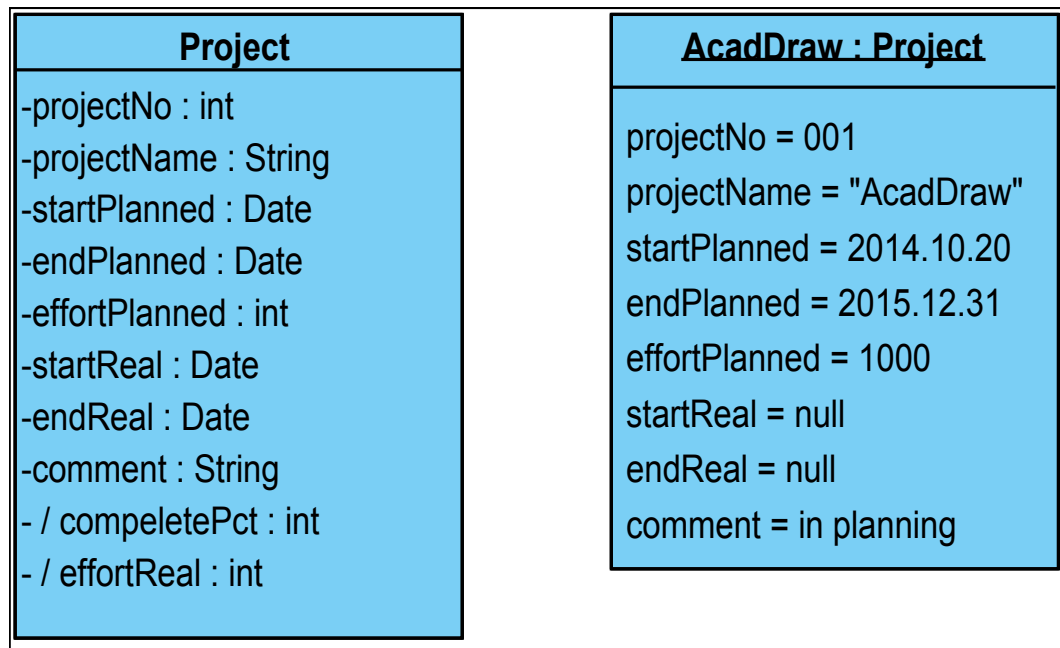 Project
-projectNo : int
-projectName : String
-startPlanned : Date
-endPlanned : Date
-effortPlanned : int
-startReal : Date
-endReal : Date
-comment : String
- / compeletePct : int
- / effortReal : int
AcadDraw : Project
projectNo = 001
projectName = "AcadDraw"
startPlanned = 2014.10.20
endPlanned = 2015.12.31
effortPlanned = 1000
startReal = null
endReal = null
comment = in planning